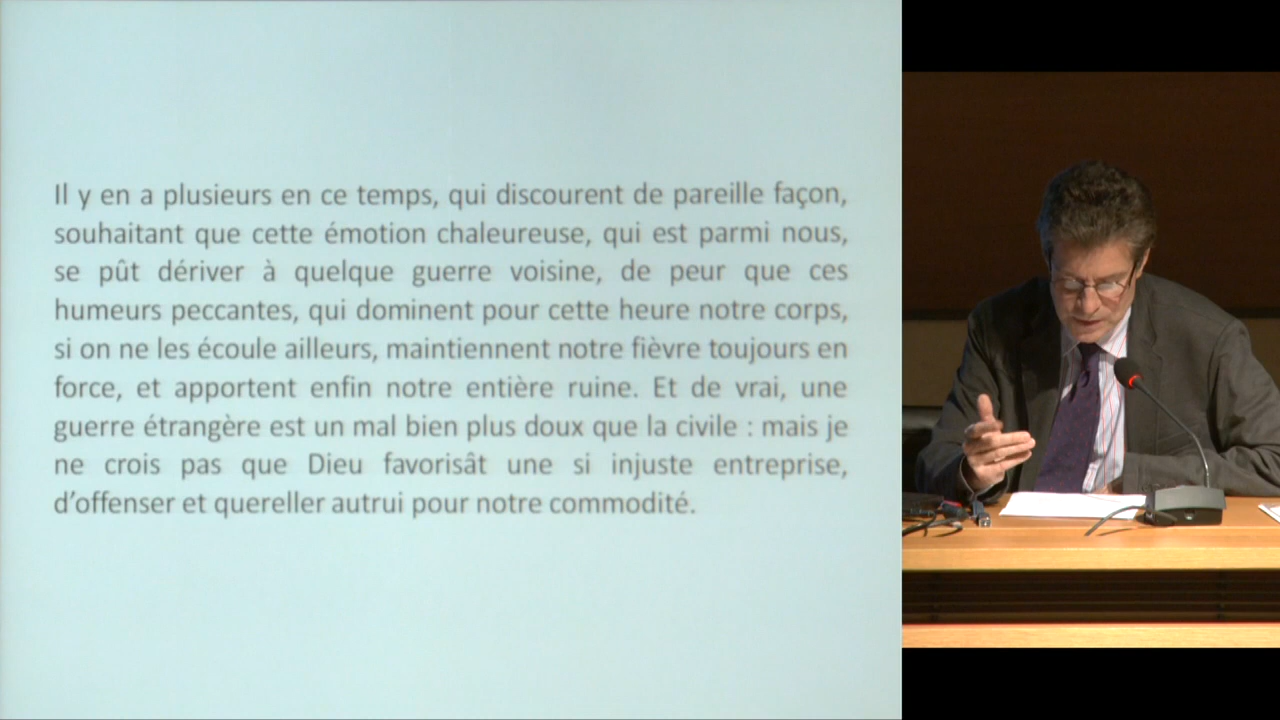 Il y en a plusieurs en ce temps, qui discourent de pareille façon,
souhaitant que cette émotion chaleureuse, qui est parmi nous,
se pût dériver à quelque guerre voisine, de peur que ces
humeurs peccantes, qui dominent pour cette heure notre corps,
si on ne les écoule ailleurs, maintiennent notre fièvre toujours en
force, et apportent enfin notre entière ruine. Et de vrai, une
guerre étrangère est un mal bien plus doux que la civile : mais je
ne crois pas que Dieu favorisât une si injuste entreprise,
d’offenser et quereller autrui pour notre commodité.